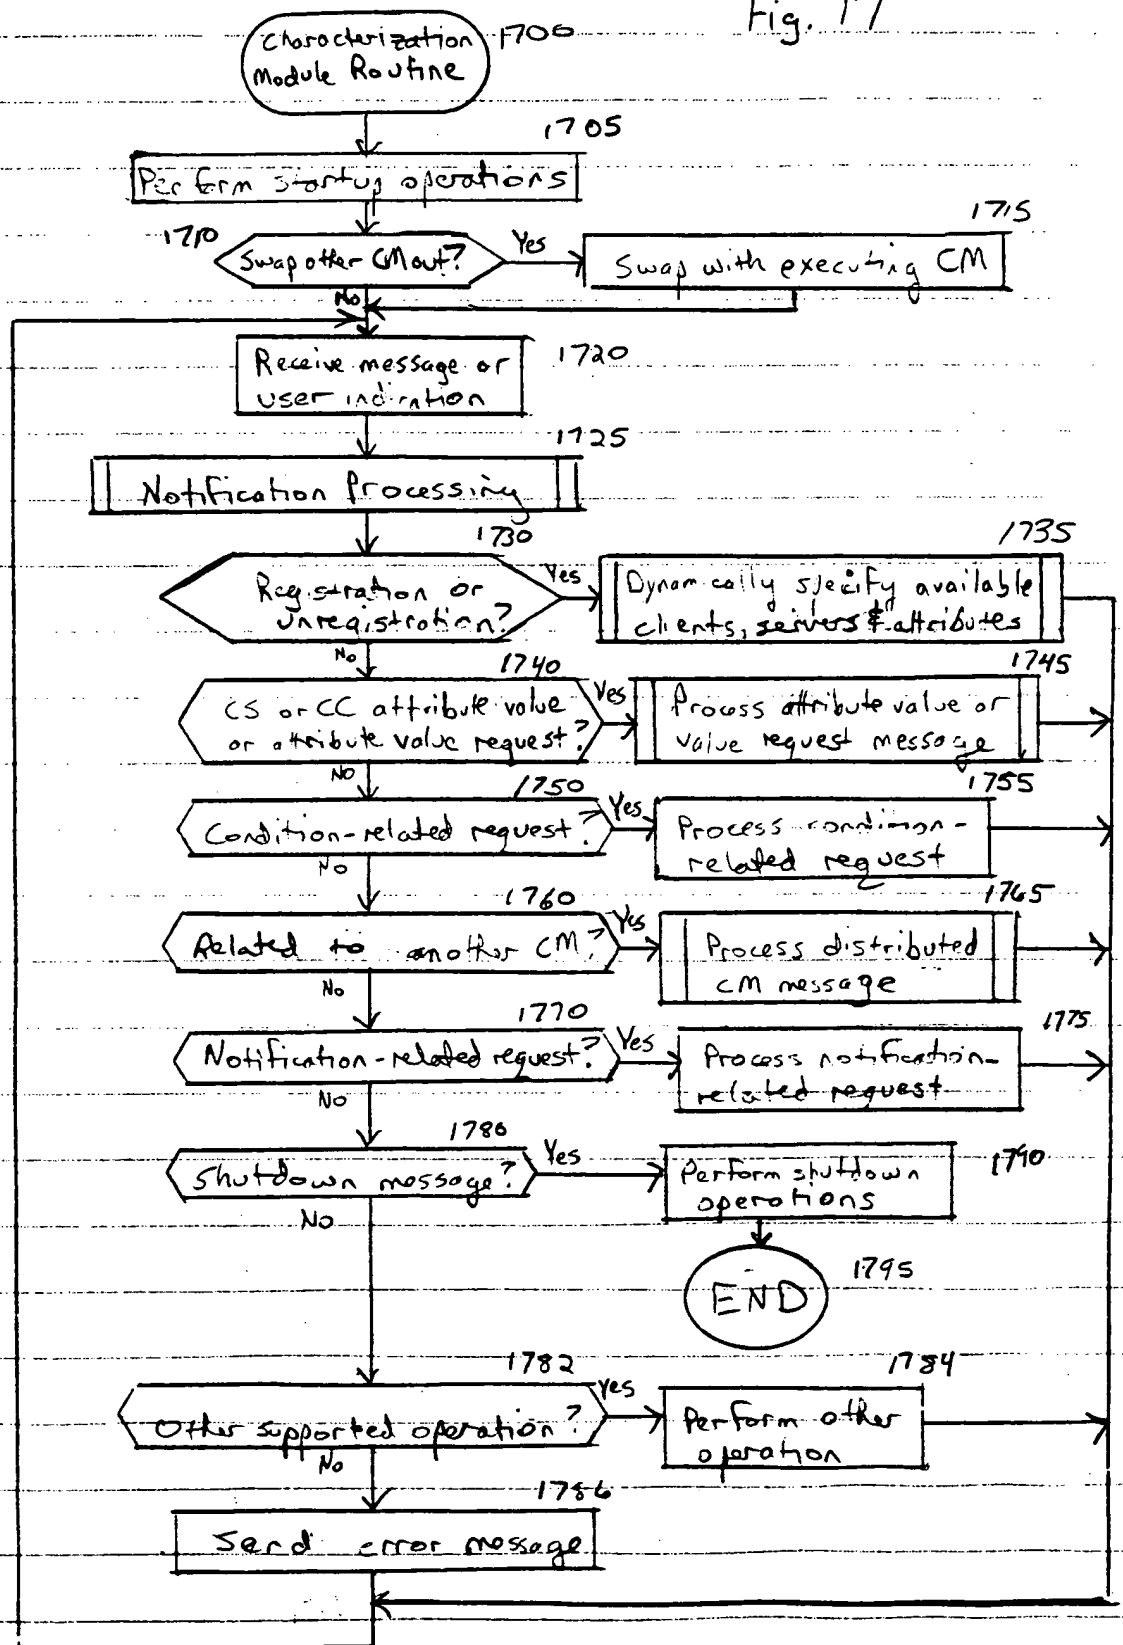 Fig. 17
Characterization
Module Routine
1700
1705
Perform startup operations
1710
Swap other CM out?
Yes
1715
Swap with executing CM
No
1720
Receive message or
user indication
1725
Notification Processing
1730
Registration or
unregistration?
Yes
1735
Dynamically specify available
clients, servers & attributes
No
1740
CS or CC attribute value
or attribute value request?
Yes
1745
Process attribute value or
value request message
No
1750
Condition-related request?
Yes
1755
Process condition-
related request
No
1760
Related to another CM?
Yes
1765
Process distributed
CM message
No
1770
Notification-related request?
Yes
1775
Process notification-
related request
No
1780
Shutdown message?
Yes
1790
Perform shutdown
operations
No
1795
END
1782
Other supported operation?
Yes
1784
Perform other
operation
No
1786
Send error message